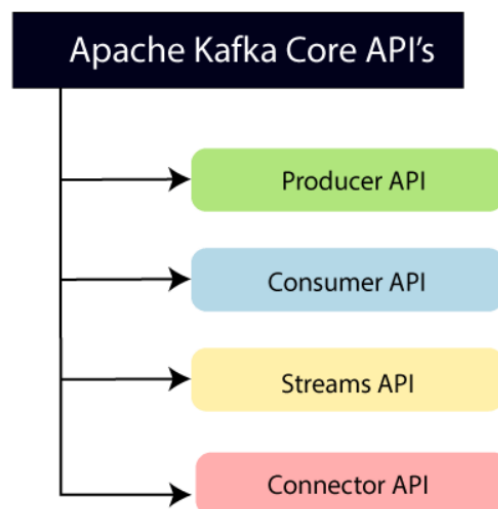 Apache Kafka Core API's
Producer API
Consumer API
Streams API
Connector API